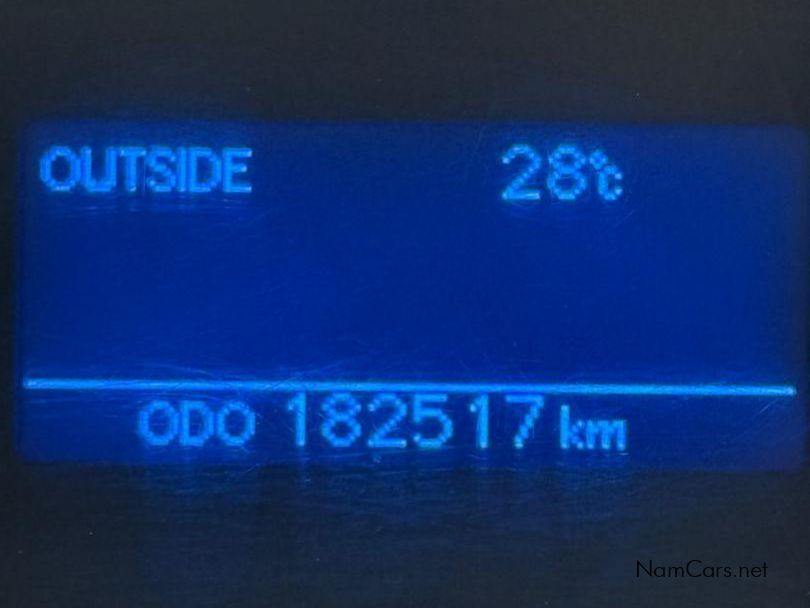 OUTSIDE 28°C
ODO 182517 km
NamCars.net